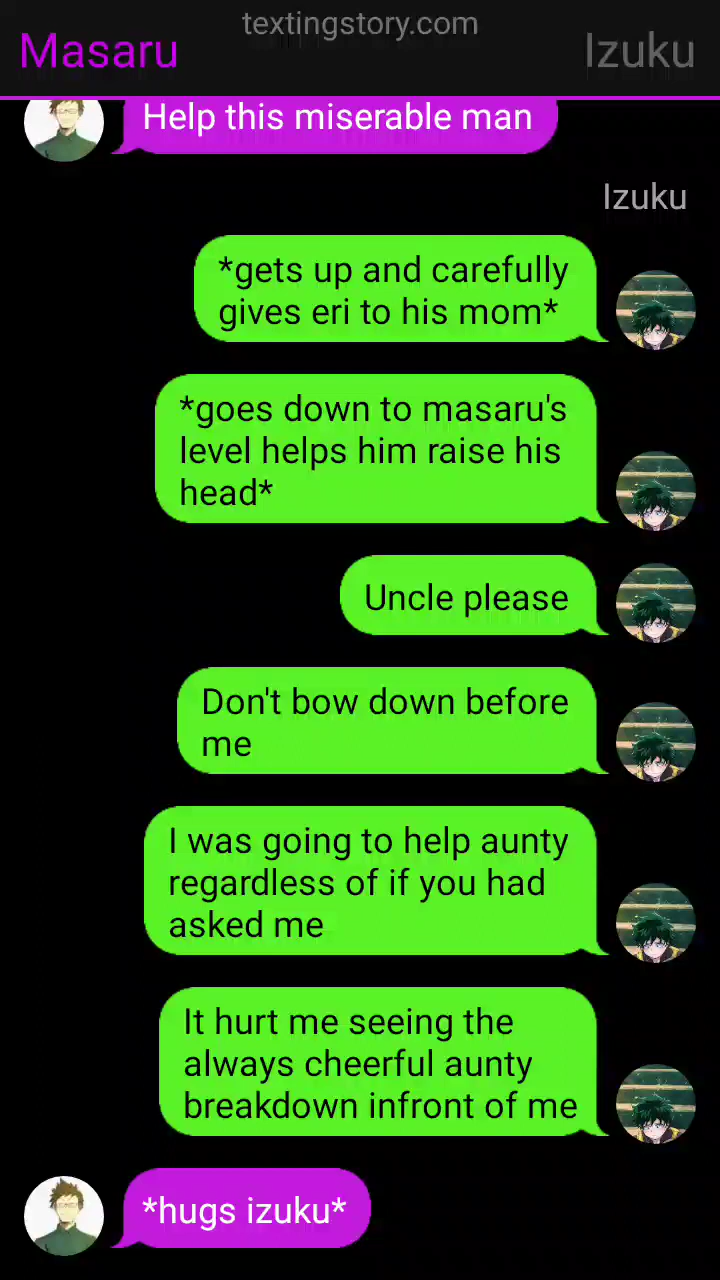 textingstory.com
Masaru
Izuku
Help this miserable man
Izuku
*gets up and carefully
gives eri to his mom*
*goes down to masaru's
level helps him raise his
head*
Uncle please
Don't bow down before
me
I was going to help aunty
regardless of if you had
asked me
It hurt me seeing the
always cheerful aunty
breakdown infront of me
*hugs izuku*